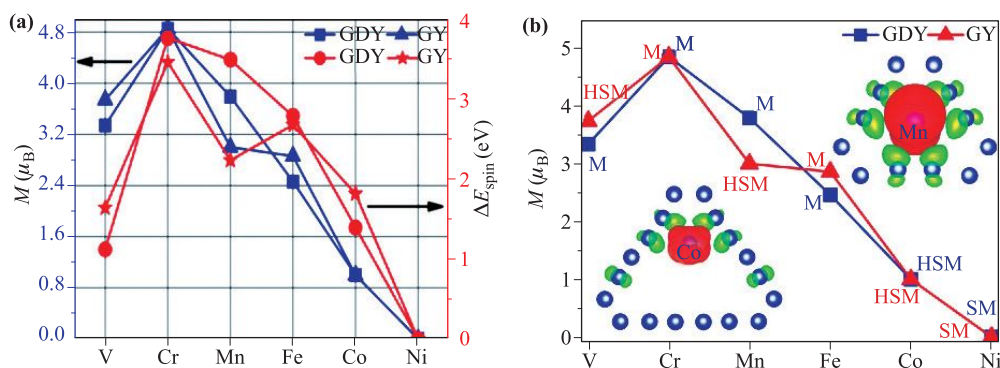 (a)
4.8
4.0
3.2
2.4
1.6
0.8
0.0
M (μB)
GDY GY
GDY GY
4
3
2
1
0
ΔEspin (eV)
V Cr Mn Fe Co Ni
(b)
5
4
3
2
1
0
M (μB)
GDY GY
M M
HSM
M
M
HSM
M
M
HSM
HSM
SM
SM
Mn
Co
V Cr Mn Fe Co Ni